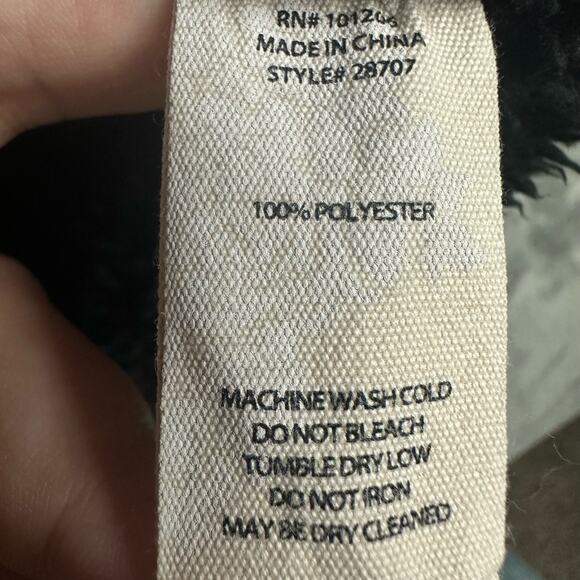 RN# 101266
MADE IN CHINA
STYLE# 28707
100% POLYESTER
MACHINE WASH COLD
DO NOT BLEACH
TUMBLE DRY LOW
DO NOT IRON
MAY BE DRY CLEANED